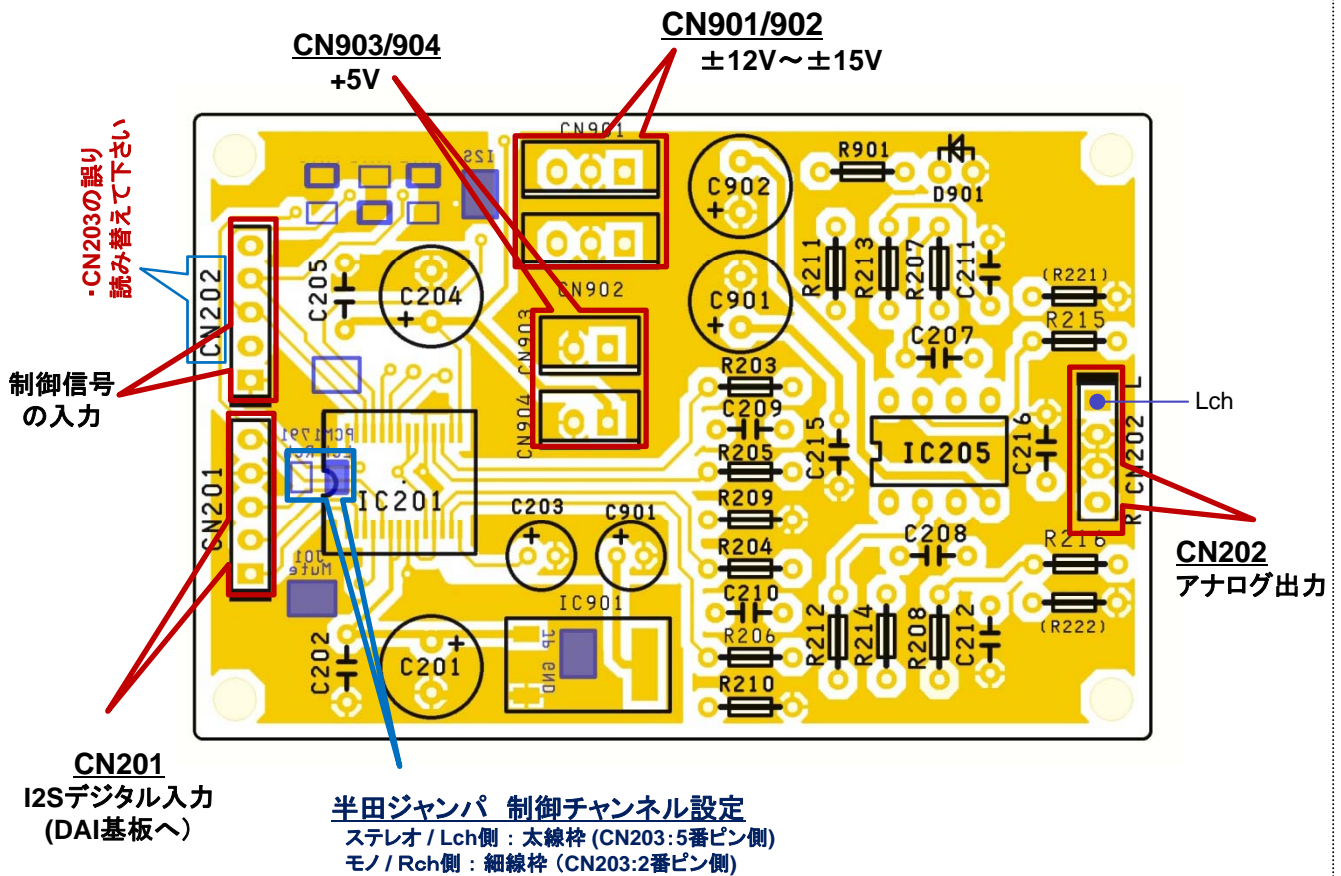 CN901/902
±12V～±15V
CN903/904
+5V
・CN203の誤り
読み替えて下さい
制御信号
の入力
CN201
I2Sデジタル入力
(DAI基板へ）
半田ジャンパ 制御チャンネル設定
ステレオ / Lch側 : 太線枠 (CN203:5番ピン側)
モノ / Rch側 : 細線枠 （CN203:2番ピン側)
Lch
CN202
アナログ出力
CN901
I2S
CN902
CN903
CN904
C902
C901
R901
D901
R211
R213
R207
C211
(R221)
R215
C207
CN202
C205
C204
R203
C209
R205
R209
R204
C210
R206
R210
C215
IC205
C216
L
CN202
R
PCM1791
IC201
CN201
C203
C901
J01
Mute
IC901
JP GND
C202
C201
C208
R216
(R222)
R212
R214
R208
C212